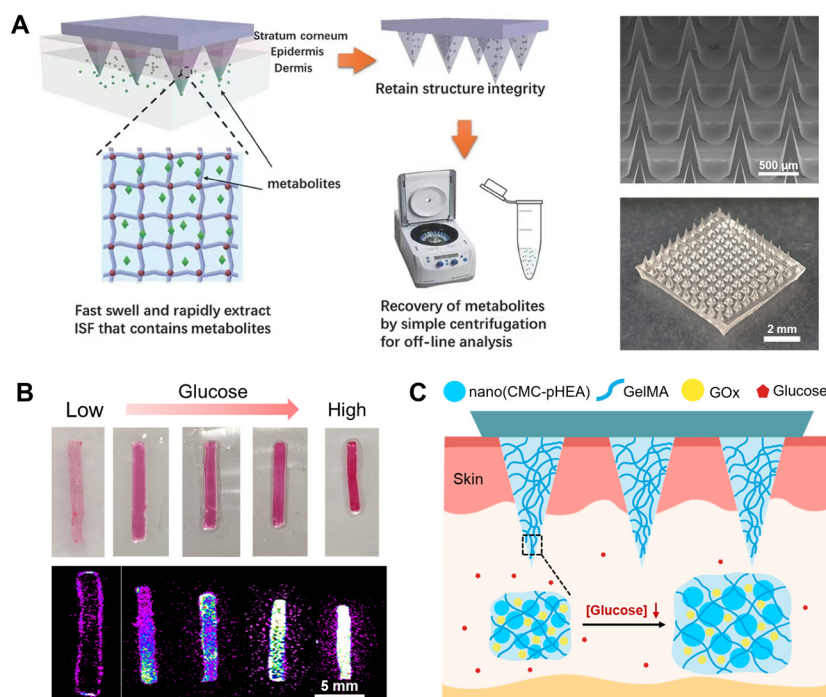 A
Stratum corneum
Epidermis
Dermis
metabolites
Fast swell and rapidly extract
ISF that contains metabolites
Retain structure integrity
Recovery of metabolites
by simple centrifugation
for off-line analysis
500 μm
2 mm
B
Glucose
Low
High
5 mm
C
nano(CMC-pHEA)
GelMA
GOx
Glucose
Skin
[Glucose] ↓